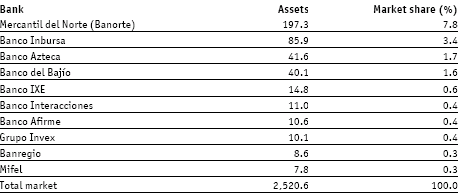 Bank Assets Market share (%)
Mercantil del Norte (Banorte) 197.3 7.8
Banco Inbursa 85.9 3.4
Banco Azteca 41.6 1.7
Banco del Bajío 40.1 1.6
Banco IXE 14.8 0.6
Banco Interacciones 11.0 0.4
Banco Afirme 10.6 0.4
Grupo Invex 10.1 0.4
Banregio 8.6 0.3
Mifel 7.8 0.3
Total market 2,520.6 100.0